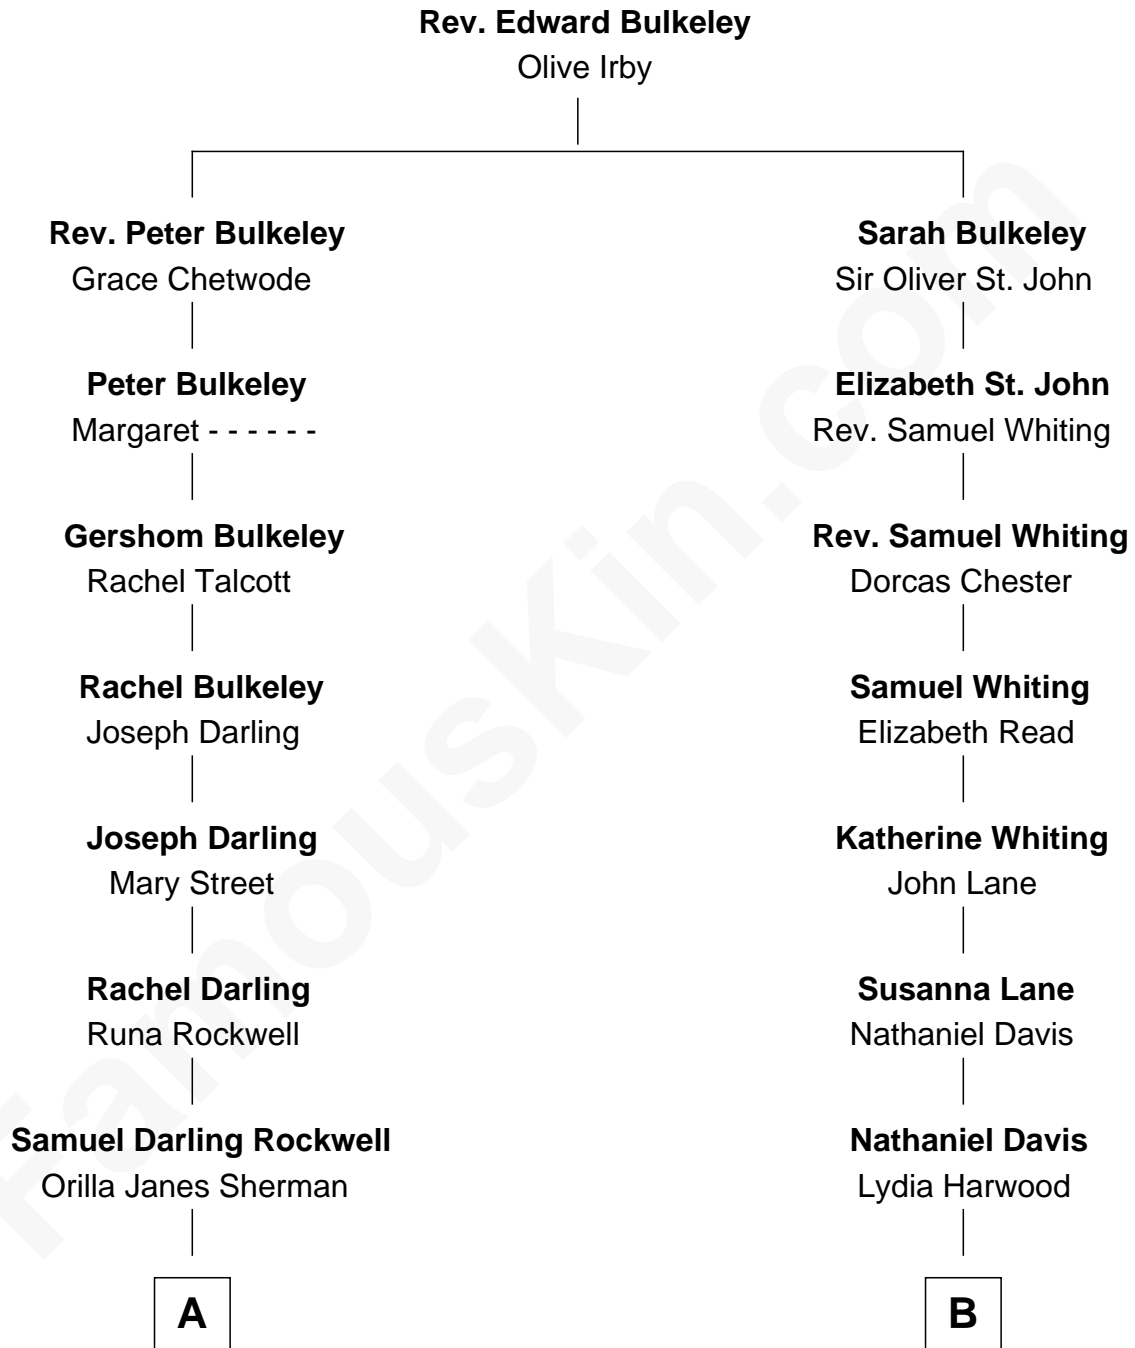 Rev. Edward Bulkeley
Olive Irby
Rev. Peter Bulkeley
Grace Chetwode
Sarah Bulkeley
Sir Oliver St. John
Peter Bulkeley
Margaret - - - - - -
Elizabeth St. John
Rev. Samuel Whiting
Gershom Bulkeley
Rachel Talcott
Rev. Samuel Whiting
Dorcas Chester
Rachel Bulkeley
Joseph Darling
Samuel Whiting
Elizabeth Read
Joseph Darling
Mary Street
Katherine Whiting
John Lane
Rachel Darling
Runa Rockwell
Susanna Lane
Nathaniel Davis
Samuel Darling Rockwell
Orilla Janes Sherman
Nathaniel Davis
Lydia Harwood
A
B
FamousKin.com